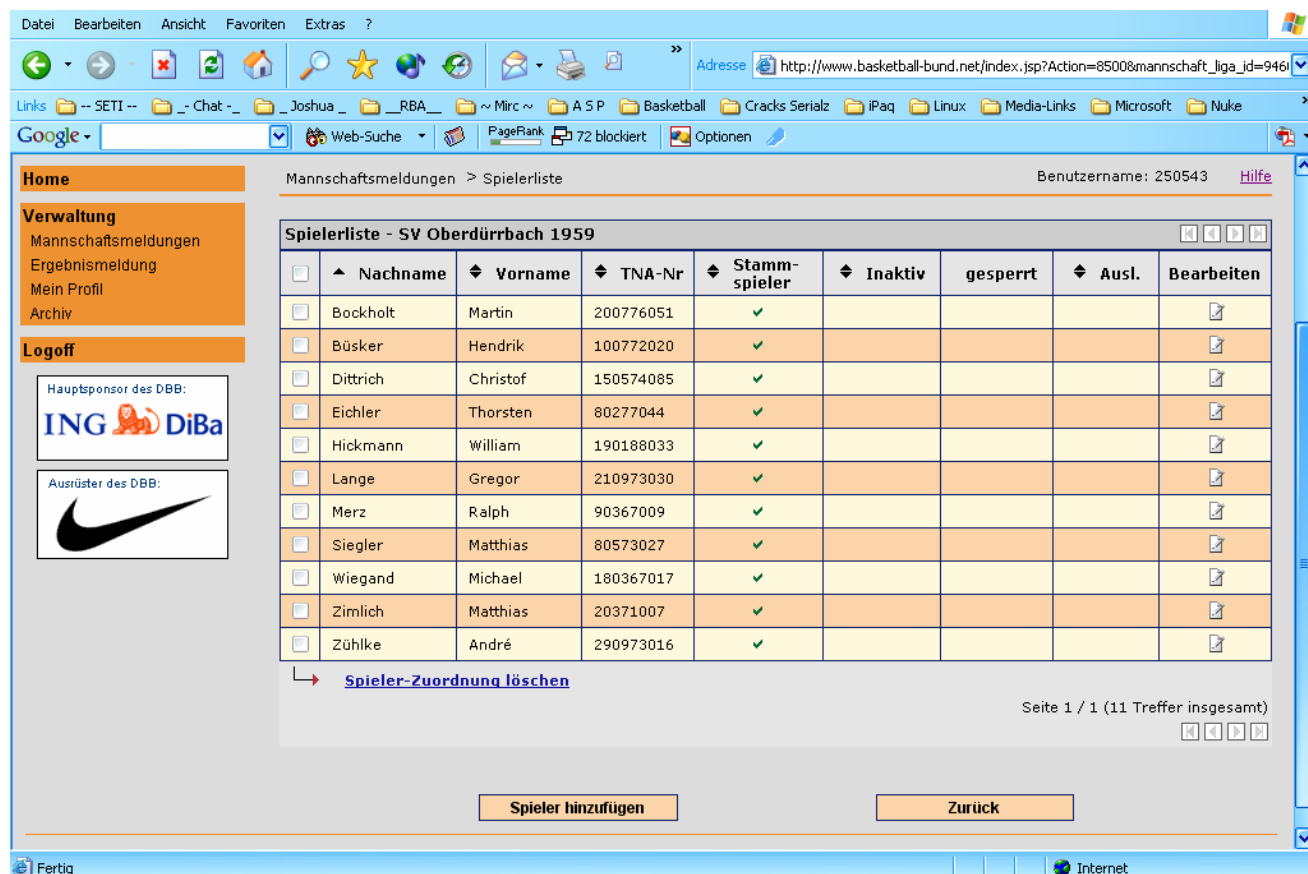 Datei Bearbeiten Ansicht Favoriten Extras ?
» Adresse http://www.basketball-bund.net/index.jsp?Action=8500&mannschaft_liga_id=946
Links -- SETI -- _- Chat -_ _ Joshua _ __RBA__ ~ Mirc ~ A S P Basketball Cracks Serialz iPaq Linux Media-Links Microsoft Nuke »
Google Web-Suche PageRank 72 blockiert Optionen
Home
Mannschaftsmeldungen > Spielerliste Benutzername: 250543 Hilfe
Verwaltung
Mannschaftsmeldungen
Ergebnismeldung
Mein Profil
Archiv
Logoff
Hauptsponsor des DBB:
ING DiBa
Ausrüster des DBB:
Spielerliste - SV Oberdürrbach 1959
Nachname Vorname TNA-Nr Stamm-spieler Inaktiv gesperrt Ausl. Bearbeiten
Bockholt Martin 200776051
Büsker Hendrik 100772020
Dittrich Christof 150574085
Eichler Thorsten 80277044
Hickmann William 190188033
Lange Gregor 210973030
Merz Ralph 90367009
Siegler Matthias 80573027
Wiegand Michael 180367017
Zimlich Matthias 20371007
Zühlke André 290973016
Spieler-Zuordnung löschen
Seite 1 / 1 (11 Treffer insgesamt)
Spieler hinzufügen Zurück
Fertig Internet